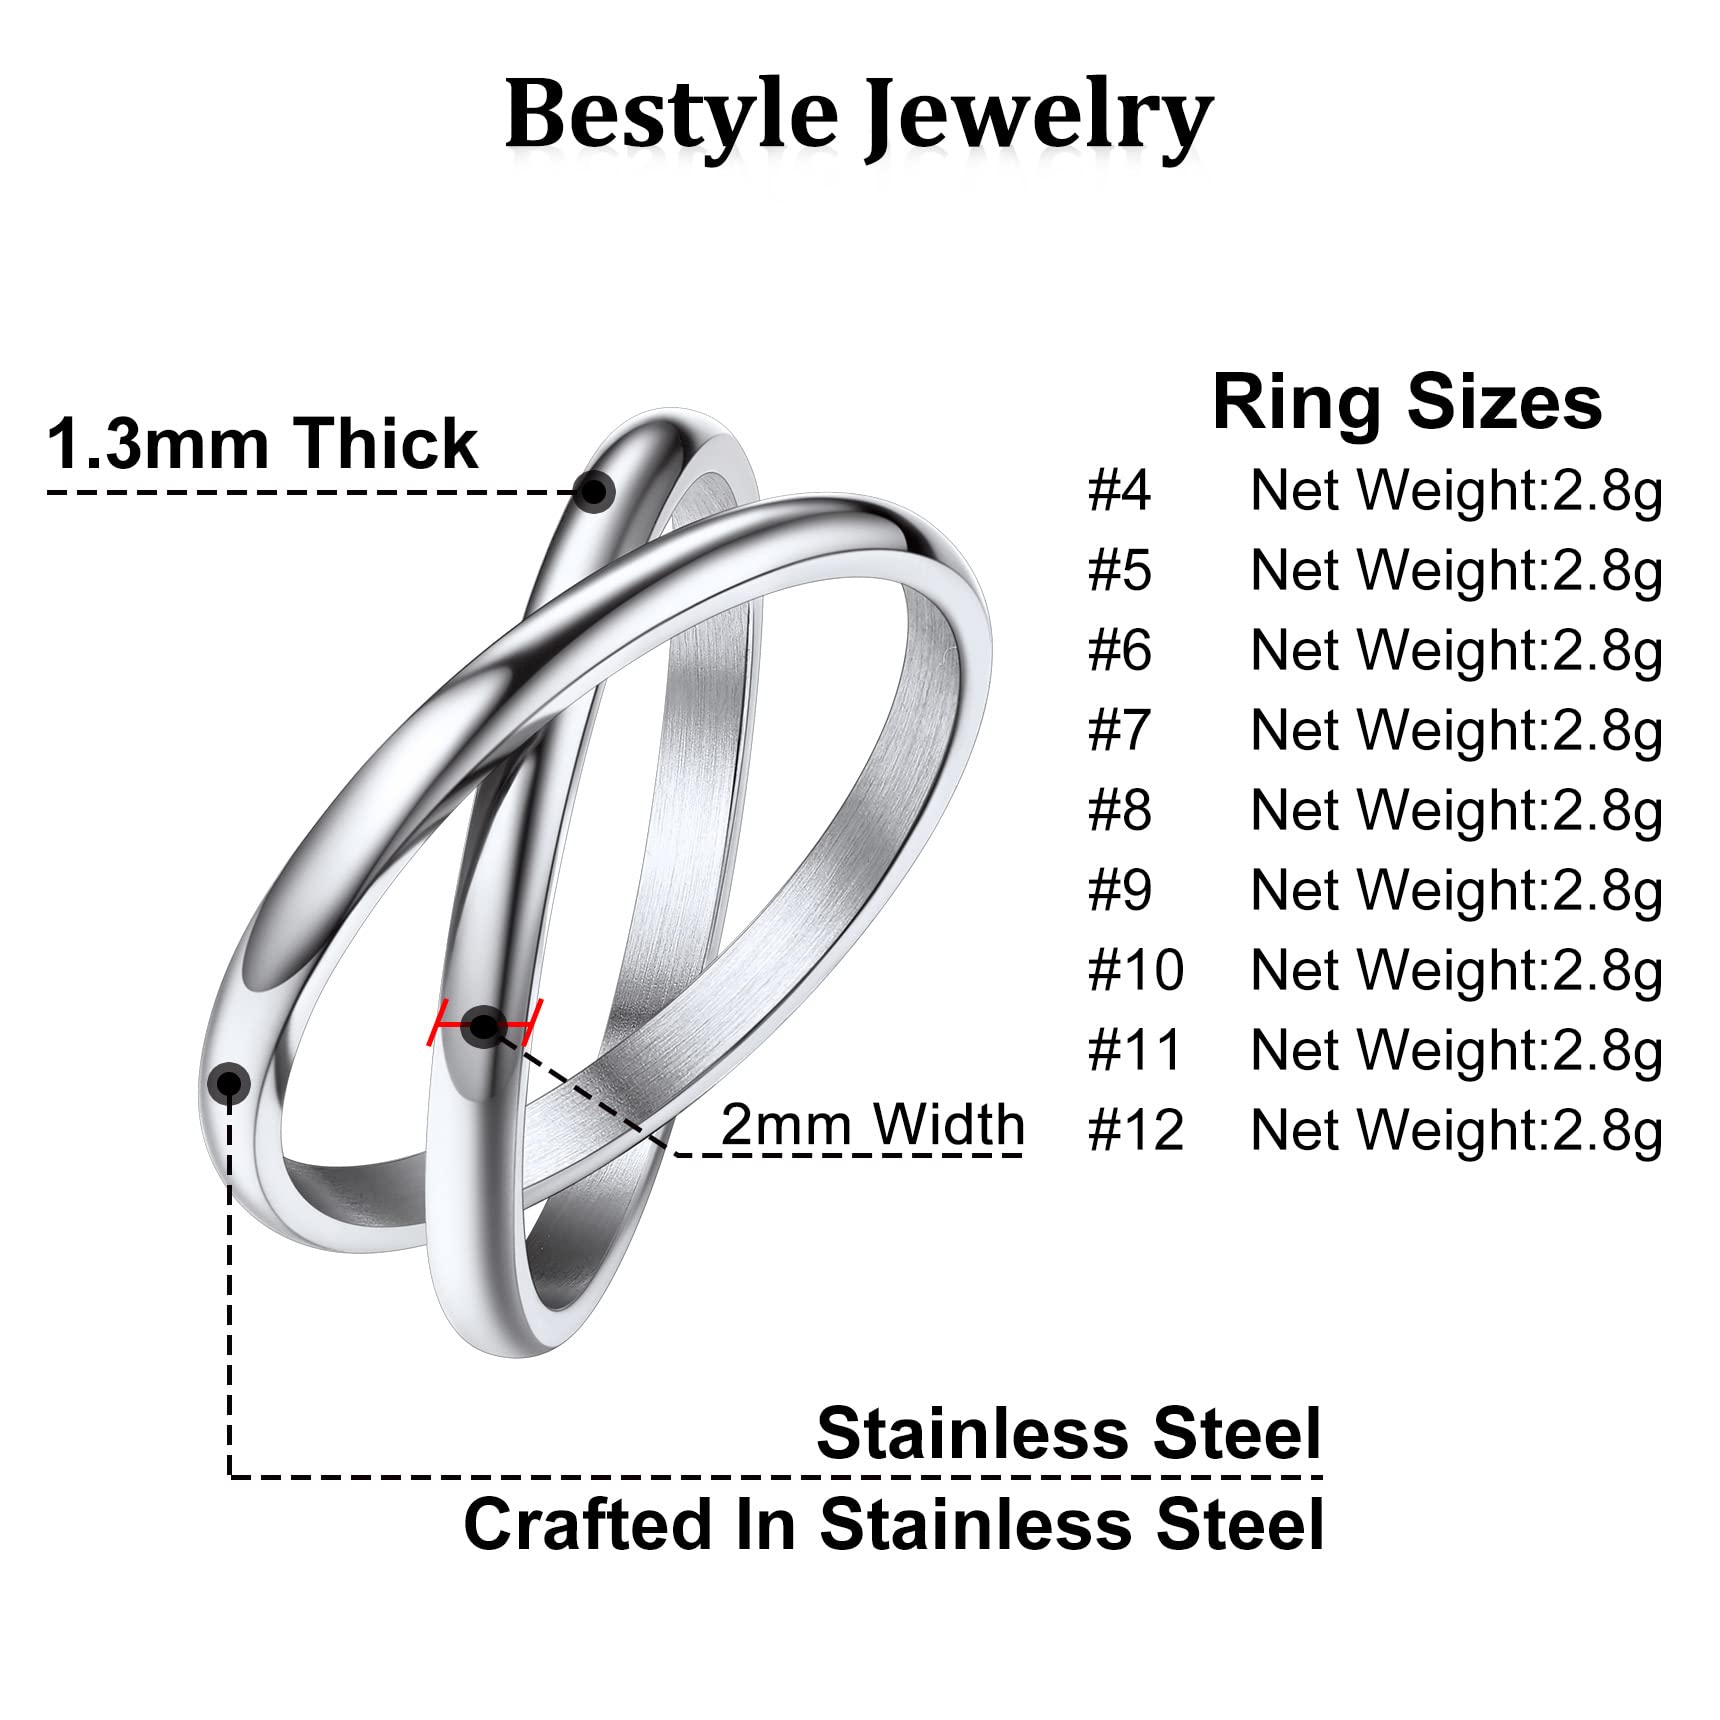 Bestyle Jewelry
1.3mm Thick
Ring Sizes
#4 Net Weight:2.8g
#5 Net Weight:2.8g
#6 Net Weight:2.8g
#7 Net Weight:2.8g
#8 Net Weight:2.8g
#9 Net Weight:2.8g
#10 Net Weight:2.8g
#11 Net Weight:2.8g
#12 Net Weight:2.8g
2mm Width
Stainless Steel
Crafted In Stainless Steel